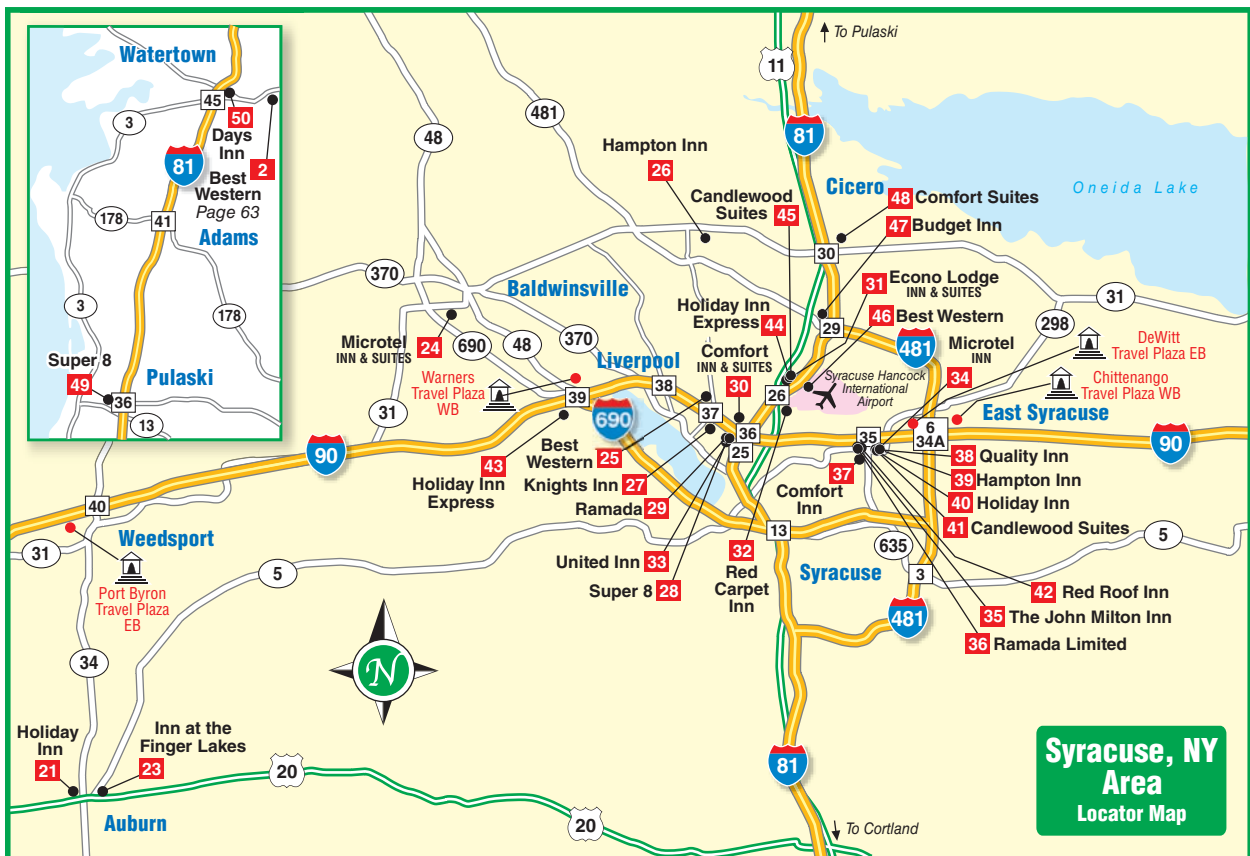 Watertown
45
50
Days
Inn
2
Best
Western
Page 63
3
81
178
41
Adams
3
178
Super 8
49
Pulaski
36
13
To Pulaski
11
481
48
81
Hampton Inn
26
Candlewood
Suites 45
Cicero
48 Comfort Suites
47 Budget Inn
Oneida Lake
30
370
Baldwinsville
31 Econo Lodge
INN & SUITES
31
Holiday Inn
Express 44
46 Best Western
298
29
Microtel
INN & SUITES 24
690
48
370
Liverpool
Comfort
INN & SUITES
30
481
Microtel
INN
34
DeWitt
Travel Plaza EB
Warners
Travel Plaza
WB
38
39
Syracuse Hancock
International
Airport
26
Chittenango
Travel Plaza WB
31
690
37
36
25
35
6
34A
East Syracuse
90
90
43
Holiday Inn
Express
Best
Western 25
Knights Inn 27
Ramada 29
37
Comfort
Inn
38 Quality Inn
39 Hampton Inn
40 Holiday Inn
41 Candlewood Suites
40
Weedsport
31
13
5
635
United Inn 33
Super 8 28
32
Red
Carpet
Inn
Syracuse
3
5
Port Byron
Travel Plaza
EB
42 Red Roof Inn
481
35 The John Milton Inn
36 Ramada Limited
34
N
Holiday
Inn
21
Inn at the
Finger Lakes
23
20
81
Syracuse, NY
Area
Locator Map
Auburn
20
To Cortland